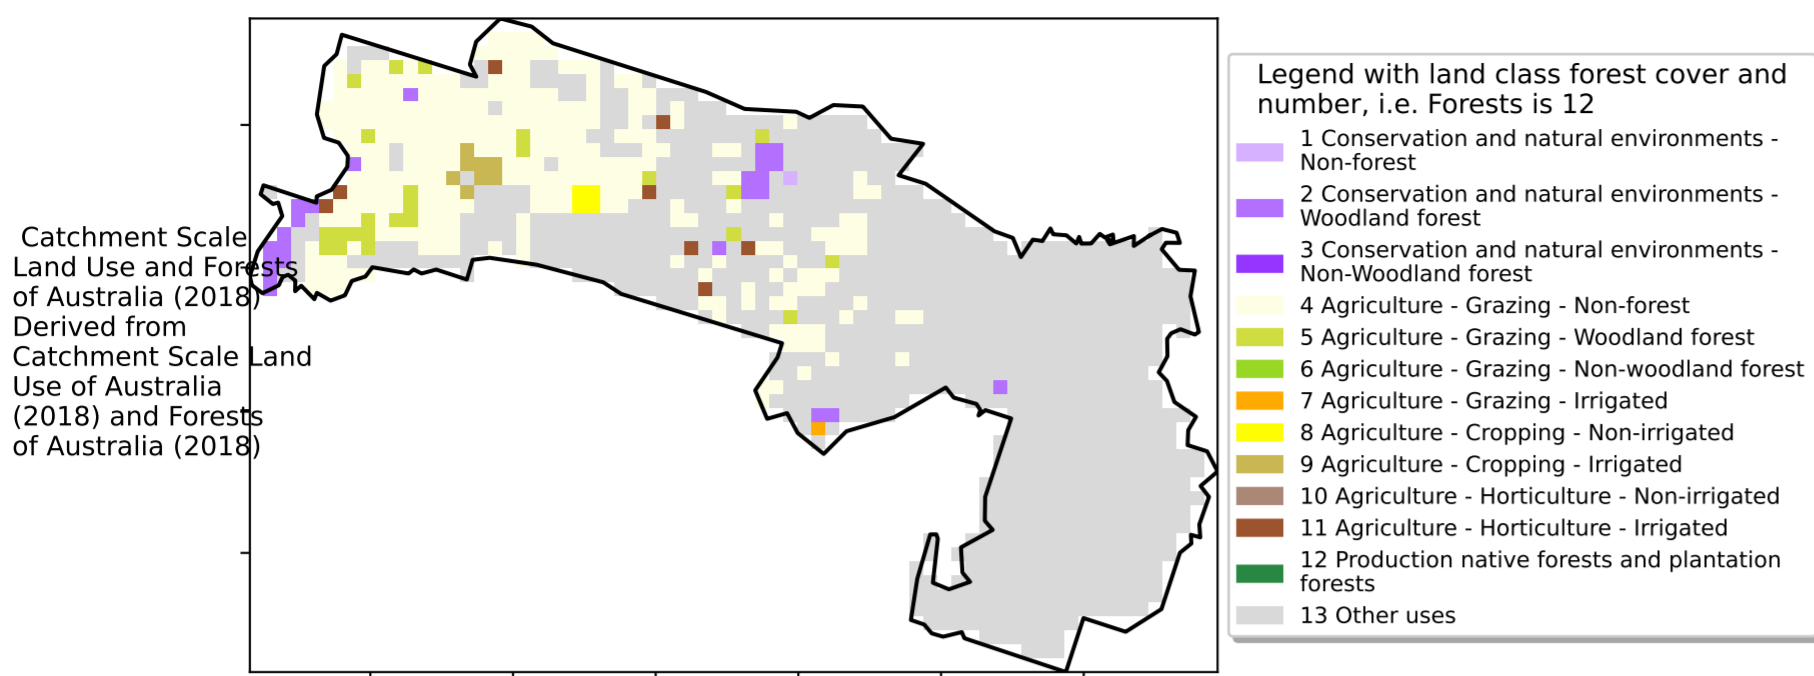 Catchment Scale
Land Use and Forests
of Australia (2018)
Derived from
Catchment Scale Land
Use of Australia
(2018) and Forests
of Australia (2018)
Legend with land class forest cover and
number, i.e. Forests is 12
1 Conservation and natural environments -
Non-forest
2 Conservation and natural environments -
Woodland forest
3 Conservation and natural environments -
Non-Woodland forest
4 Agriculture - Grazing - Non-forest
5 Agriculture - Grazing - Woodland forest
6 Agriculture - Grazing - Non-woodland forest
7 Agriculture - Grazing - Irrigated
8 Agriculture - Cropping - Non-irrigated
9 Agriculture - Cropping - Irrigated
10 Agriculture - Horticulture - Non-irrigated
11 Agriculture - Horticulture - Irrigated
12 Production native forests and plantation
forests
13 Other uses